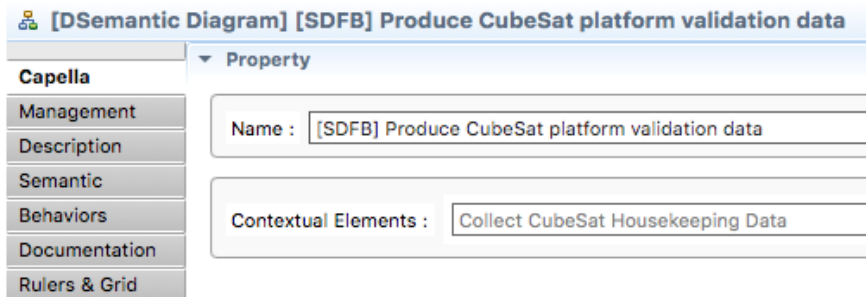 [DSemantic Diagram] [SDFB] Produce CubeSat platform validation data
Property
Capella
Management
Name : [SDFB] Produce CubeSat platform validation data
Description
Semantic
Behaviors
Contextual Elements : Collect CubeSat Housekeeping Data
Documentation
Rulers & Grid